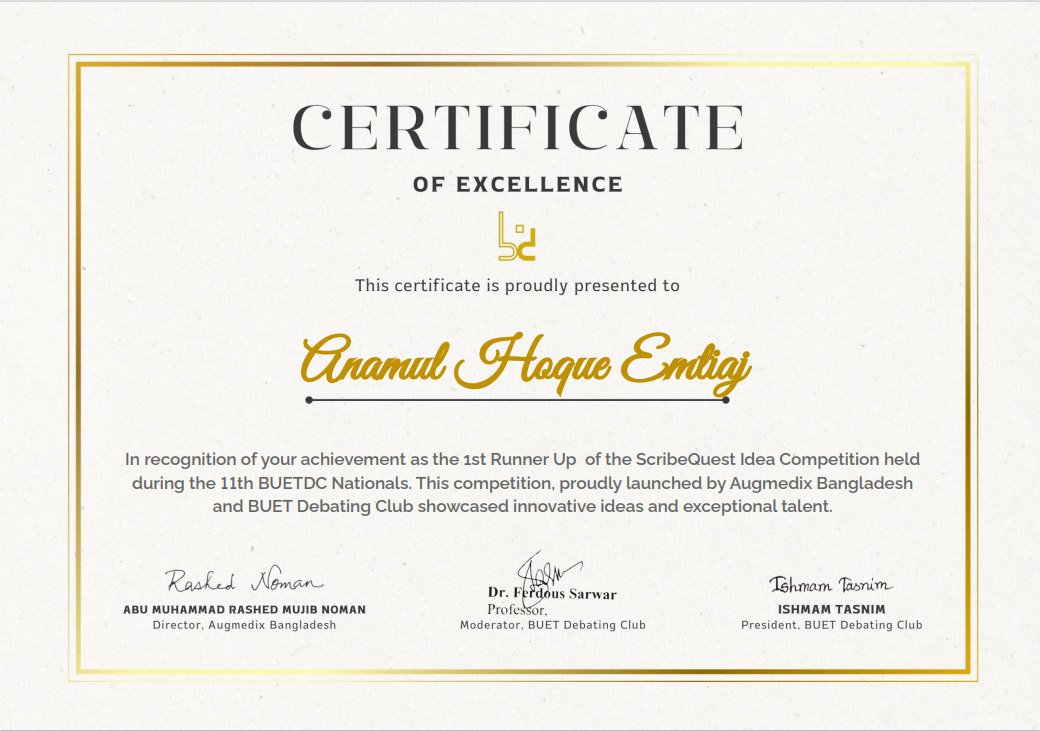 CERTIFICATE
OF EXCELLENCE
bd
This certificate is proudly presented to
Anamul Hoque Emtiaj
In recognition of your achievement as the 1st Runner Up of the ScribeQuest Idea Competition held
during the 11th BUETDC Nationals. This competition, proudly launched by Augmedix Bangladesh
and BUET Debating Club showcased innovative ideas and exceptional talent.
Rashed Noman
ABU MUHAMMAD RASHED MUJIB NOMAN
Director, Augmedix Bangladesh
Dr. Ferdous Sarwar
Professor,
Moderator, BUET Debating Club
Ishmam Tasnim
ISHMAM TASNIM
President, BUET Debating Club